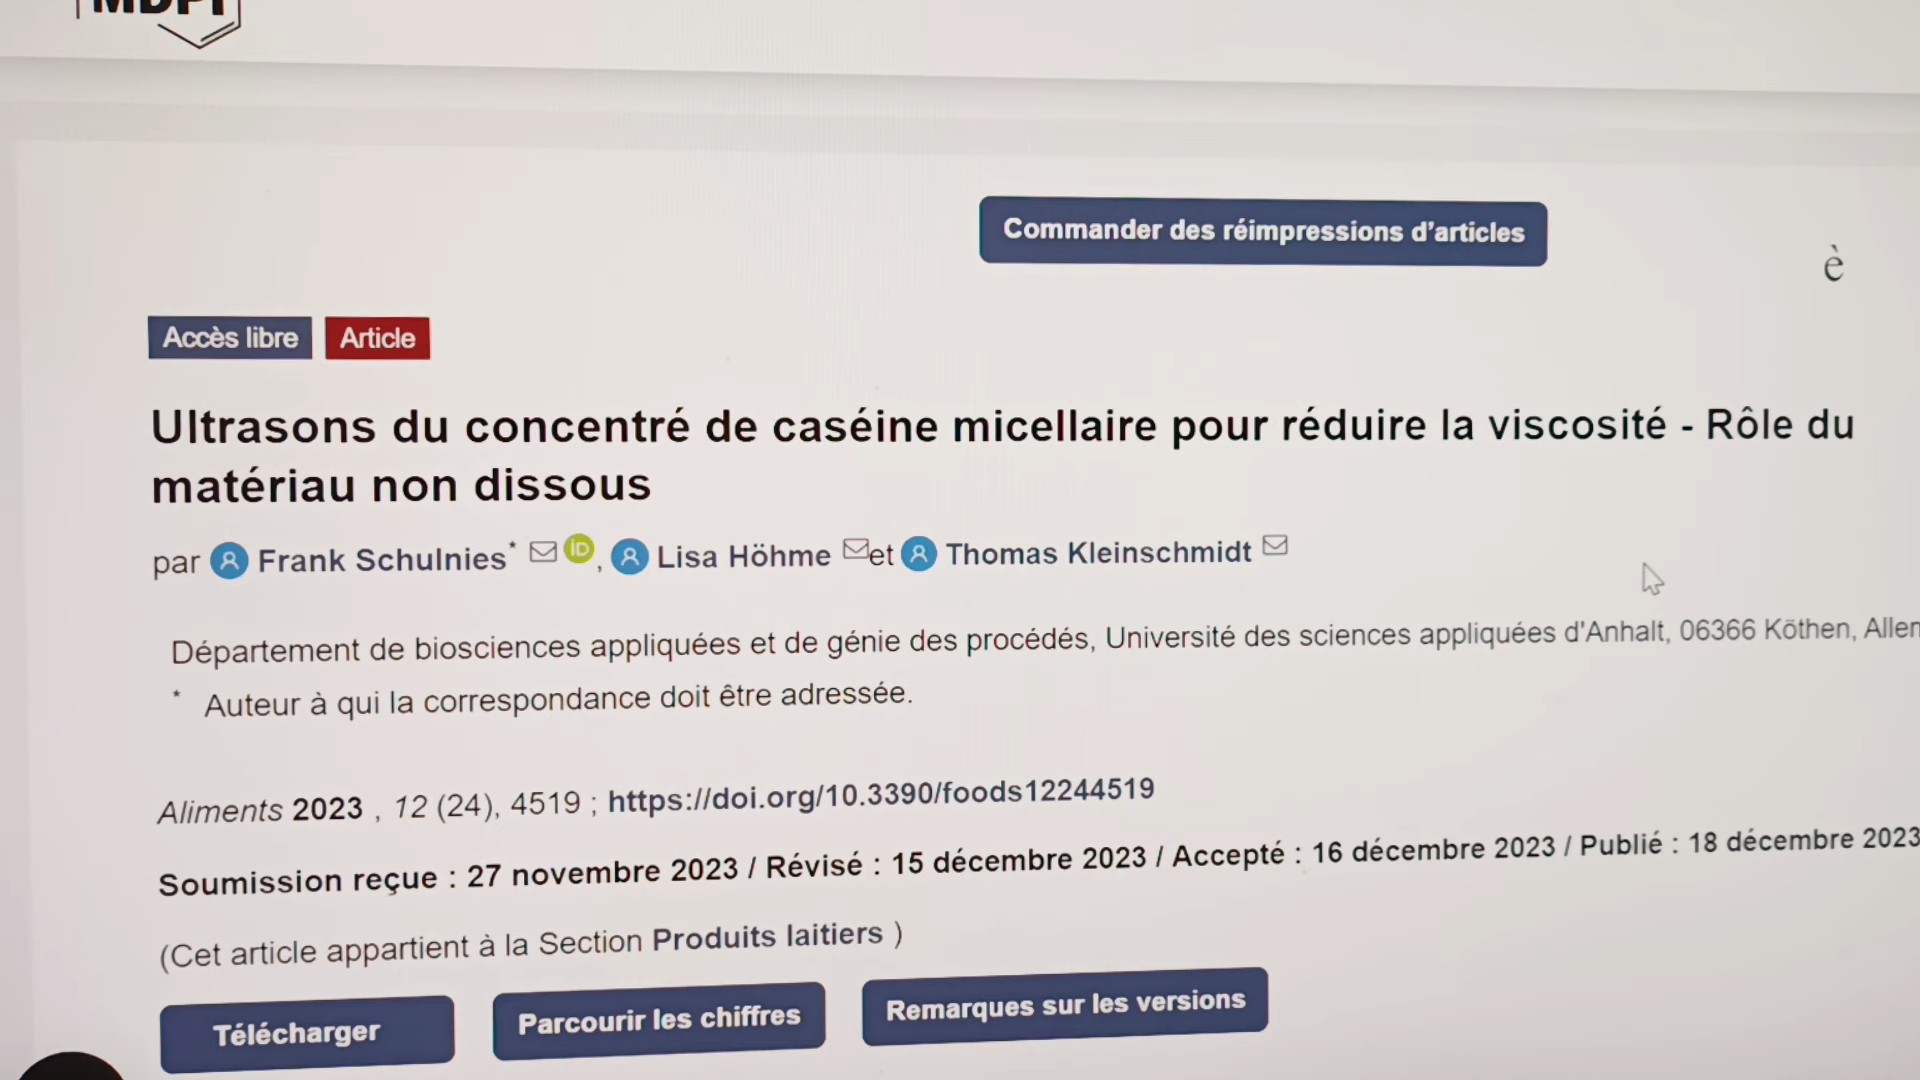 MDPI
Commander des réimpressions d'articles
è
Accès libre Article
Ultrasons du concentré de caséine micellaire pour réduire la viscosité - Rôle du
matériau non dissous
par Frank Schulnies* iD, Lisa Höhme et Thomas Kleinschmidt
Département de biosciences appliquées et de génie des procédés, Université des sciences appliquées d'Anhalt, 06366 Köthen,
* Auteur à qui la correspondance doit être adressée.
Aliments 2023 , 12 (24), 4519 ; https://doi.org/10.3390/foods12244519
Soumission reçue : 27 novembre 2023 / Révisé : 15 décembre 2023 / Accepté : 16 décembre 2023 / Publié : 18 décembre 2023
(Cet article appartient à la Section Produits laitiers )
Télécharger Parcourir les chiffres Remarques sur les versions